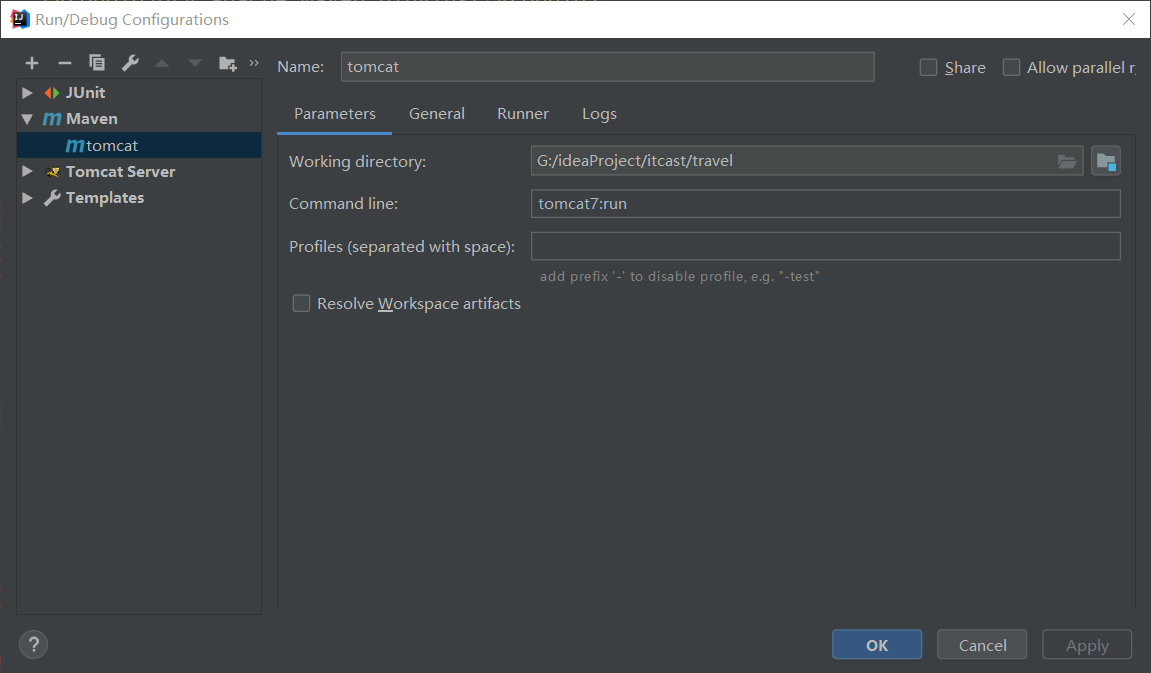 Run/Debug Configurations
Name: tomcat Share Allow parallel r
JUnit
Maven
tomcat
Tomcat Server
Templates
Parameters General Runner Logs
Working directory: G:/ideaProject/itcast/travel
Command line: tomcat7:run
Profiles (separated with space):
add prefix '-' to disable profile, e.g. "-test"
Resolve Workspace artifacts
? OK Cancel Apply